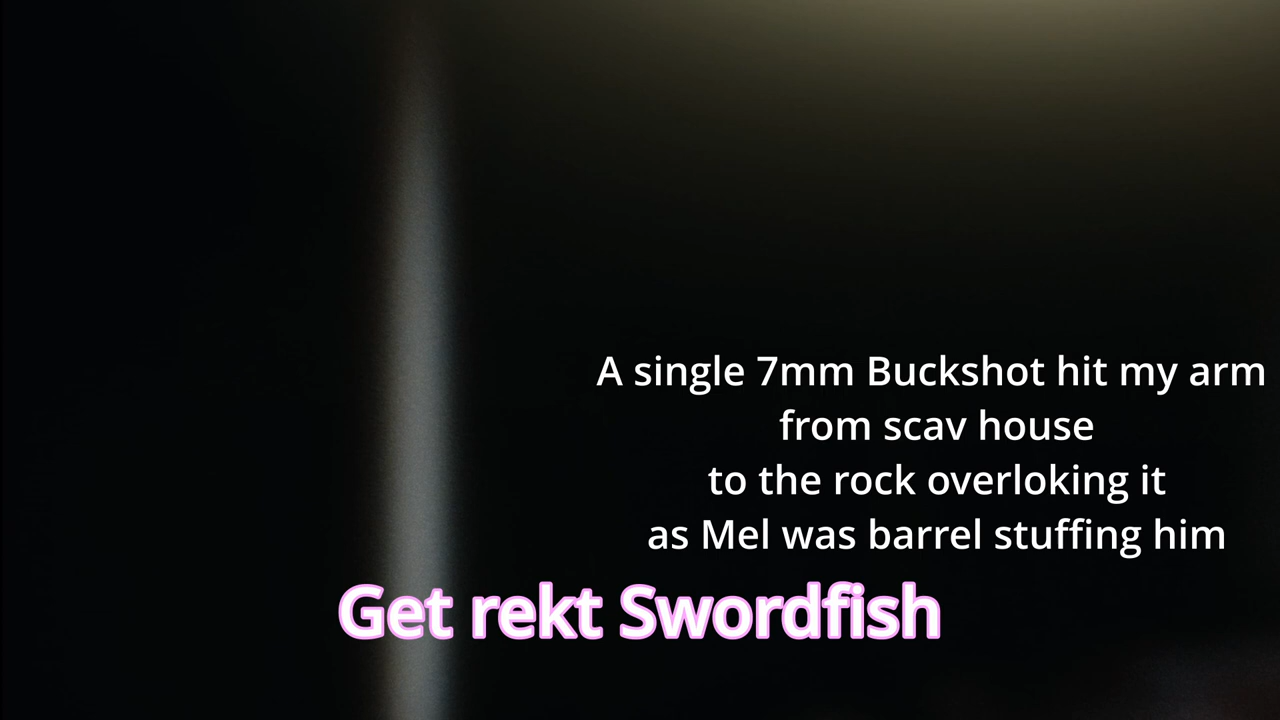 A single 7mm Buckshot hit my arm
from scav house
to the rock overloking it
as Mel was barrel stuffing him
Get rekt Swordfish